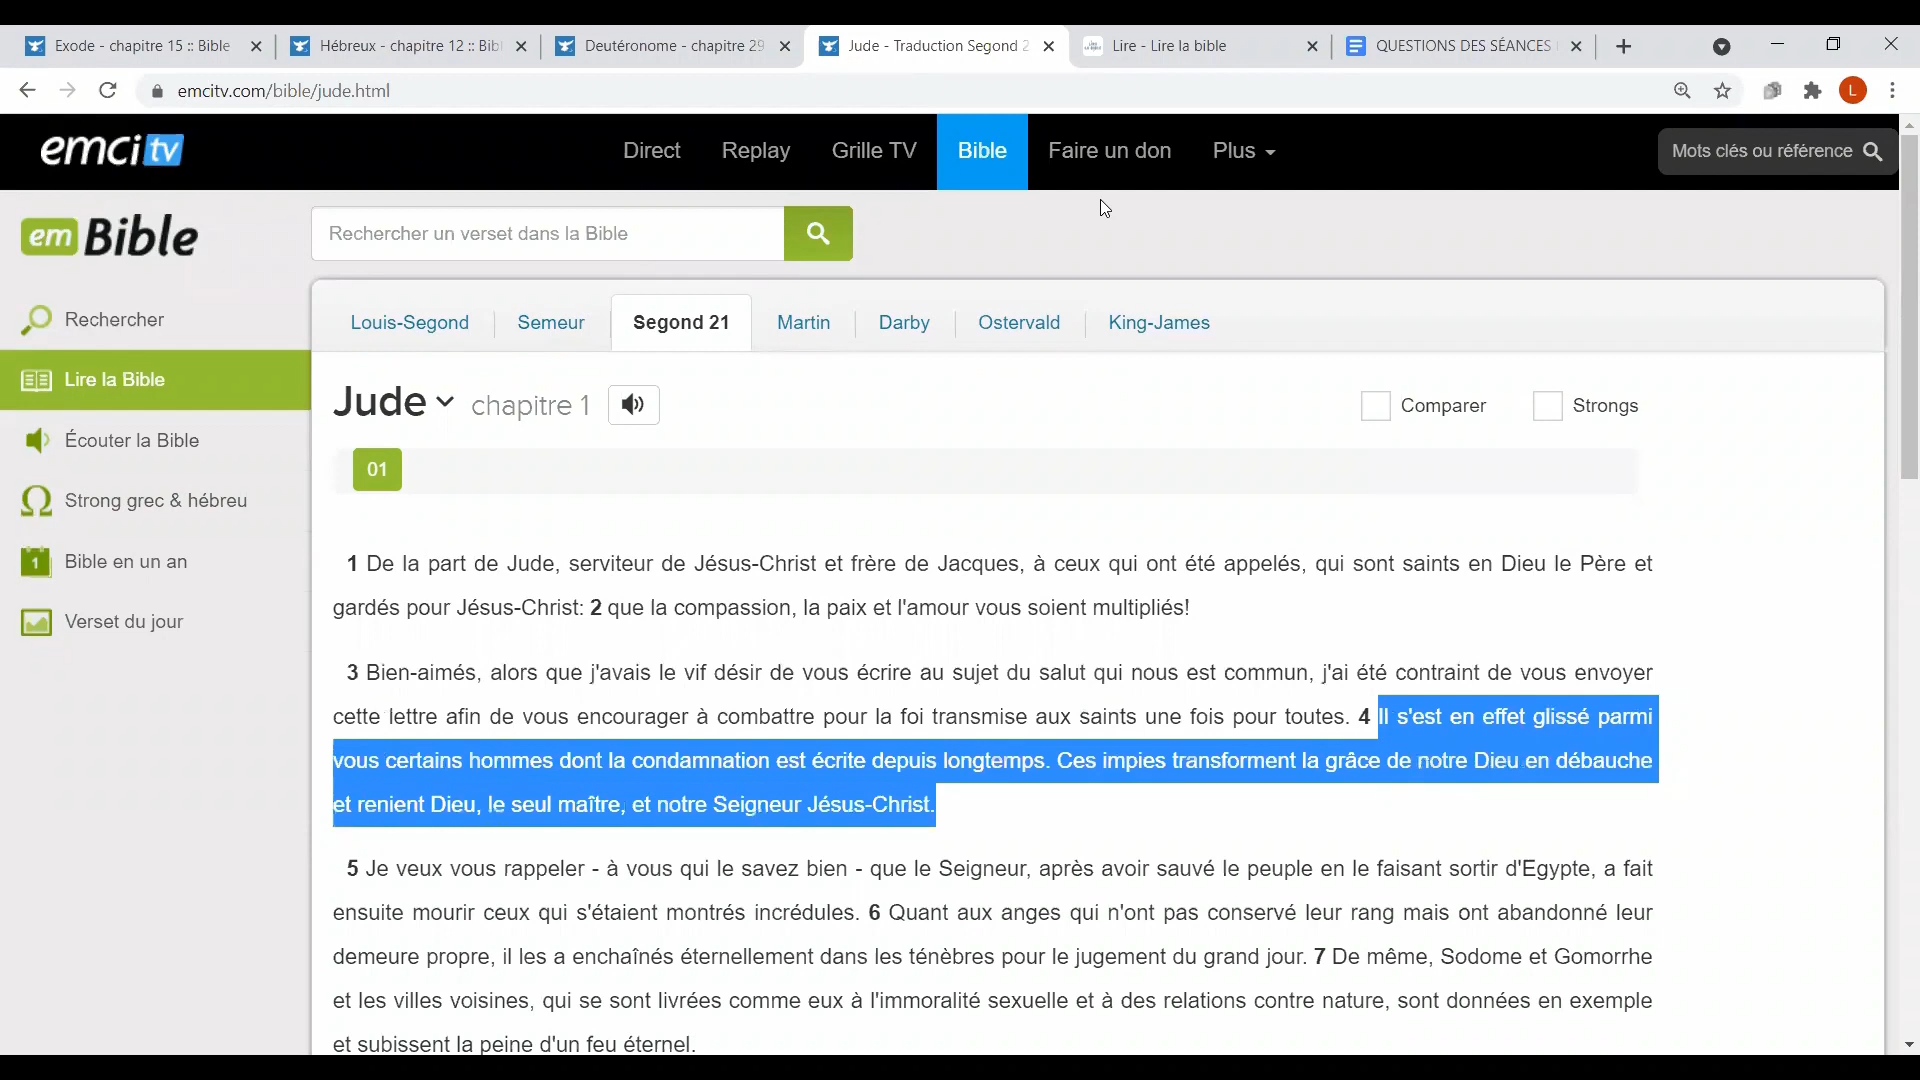 Exode - chapitre 15 :: Bible
Hébreux - chapitre 12 :: Bib
Deutéronome - chapitre 29
Jude - Traduction Segond 2
Lire - Lire la bible
QUESTIONS DES SÉANCES
emcitv.com/bible/jude.html
L
emci tv
Direct
Replay
Grille TV
Bible
Faire un don
Plus
Mots clés ou référence
em Bible
Rechercher un verset dans la Bible
Rechercher
Lire la Bible
Écouter la Bible
Strong grec & hébreu
1
Bible en un an
Verset du jour
Louis-Segond
Semeur
Segond 21
Martin
Darby
Ostervald
King-James
Jude chapitre 1
Comparer
Strongs
01
1 De la part de Jude, serviteur de Jésus-Christ et frère de Jacques, à ceux qui ont été appelés, qui sont saints en Dieu le Père et
gardés pour Jésus-Christ: 2 que la compassion, la paix et l'amour vous soient multipliés!
3 Bien-aimés, alors que j'avais le vif désir de vous écrire au sujet du salut qui nous est commun, j'ai été contraint de vous envoyer
cette lettre afin de vous encourager à combattre pour la foi transmise aux saints une fois pour toutes. 4 Il s'est en effet glissé parmi
vous certains hommes dont la condamnation est écrite depuis longtemps. Ces impies transforment la grâce de notre Dieu en débauche
et renient Dieu, le seul maître, et notre Seigneur Jésus-Christ.
5 Je veux vous rappeler - à vous qui le savez bien - que le Seigneur, après avoir sauvé le peuple en le faisant sortir d'Egypte, a fait
ensuite mourir ceux qui s'étaient montrés incrédules. 6 Quant aux anges qui n'ont pas conservé leur rang mais ont abandonné leur
demeure propre, il les a enchaînés éternellement dans les ténèbres pour le jugement du grand jour. 7 De même, Sodome et Gomorrhe
et les villes voisines, qui se sont livrées comme eux à l'immoralité sexuelle et à des relations contre nature, sont données en exemple
et subissent la peine d'un feu éternel.